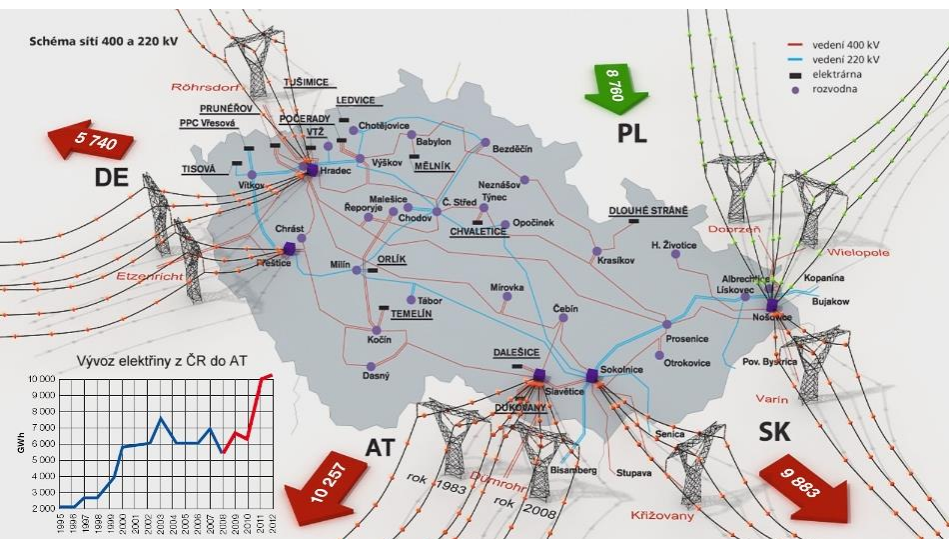 Schéma sítí 400 a 220 kV
vedení 400 kV
vedení 220 kV
elektrárna
rozvodna
8 760
PL
5 740
DE
Röhrsdorf
TUŠIMICE
LEDVICE
PRUNÉŘOV
POČERADY
PPC Vřesová
VTŽ
Chotějovice
Babylon
Bezděčín
TISOVÁ
Výškov
MĚLNÍK
Vítkov
Hradec
Neznášov
Malešice
Č. Střed
Týnec
Řeporyje
Chodov
DLOUHÉ STRÁNĚ
Chrást
CHVALETICE
Opočinek
Dobrzeń
Wielopole
Přeštice
Milín
ORLÍK
Krasíkov
H. Životice
Etzenricht
Albrechtice
Kopanina
Lískovec
Bujakow
Tábor
Mírovka
Nošovice
TEMELÍN
Čebín
Kočín
Prosenice
Dasný
DALEŠICE
Sokolnice
Otrokovice
Pov. Bystrica
Slavětice
Varín
DUKOVANY
AT
SK
Senica
Bisamberg
Stupava
rok 1983
Dürnrohr
rok 2008
Križovany
10 257
9 883
Vývoz elektřiny z ČR do AT
GWh
10 000
9 000
8 000
7 000
6 000
5 000
4 000
3 000
2 000
1995 1996 1997 1998 1999 2000 2001 2002 2003 2004 2005 2006 2007 2008 2009 2010 2011 2012